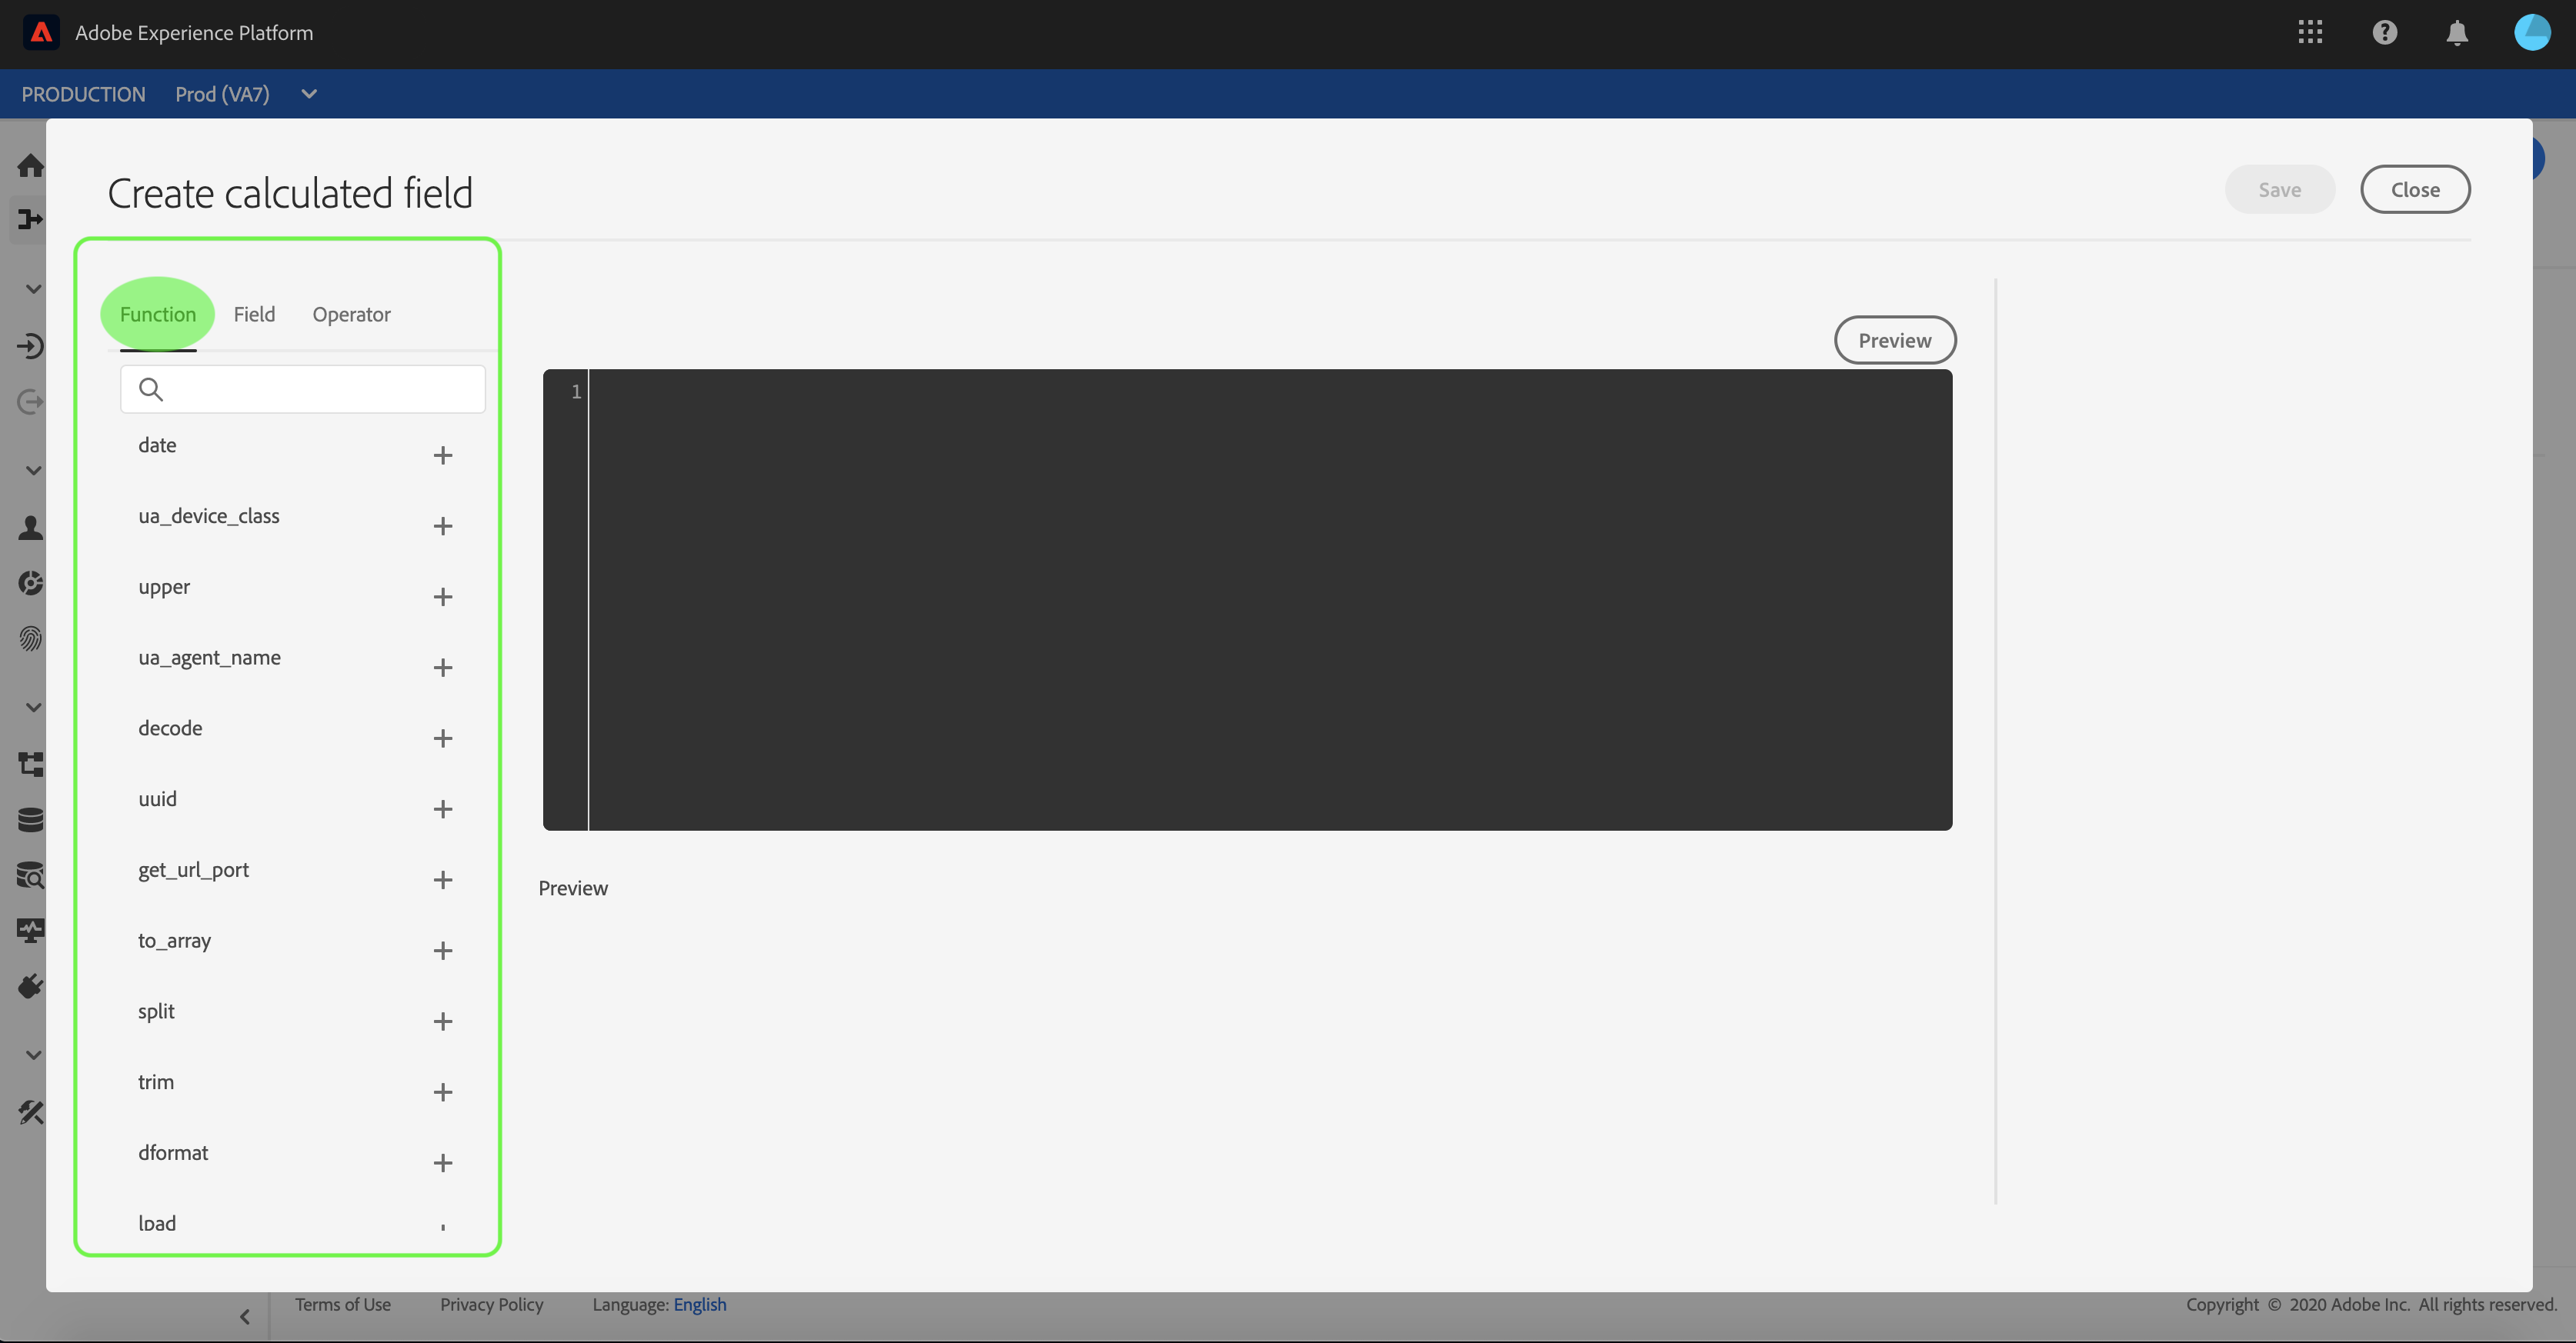 Adobe Experience Platform
PRODUCTION Prod (VA7)
Create calculated field
Save Close
Function Field Operator
Preview
1
date
ua_device_class
upper
ua_agent_name
decode
uuid
get_url_port
to_array
split
trim
dformat
lpad
Preview
Terms of Use Privacy Policy Language: English
Copyright © 2020 Adobe Inc. All rights reserved.